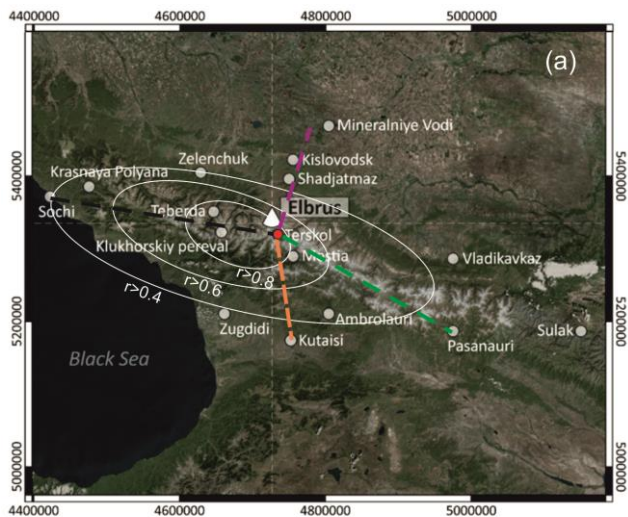 4400000 4600000 4800000 5000000
(a)
Mineralniye Vodi
Kislovodsk
Zelenchuk
Shadjatmaz
Krasnaya Polyana
5400000
5400000
Sochi
Teberda
Elbrus
Klukhorskiy pereval
Terskol
Mestia
Vladikavkaz
r>0.8
r>0.6
r>0.4
Zugdidi
Ambrolauri
Kutaisi
Pasanauri
Sulak
5200000
5200000
Black Sea
5000000
5000000
4400000 4600000 4800000 5000000